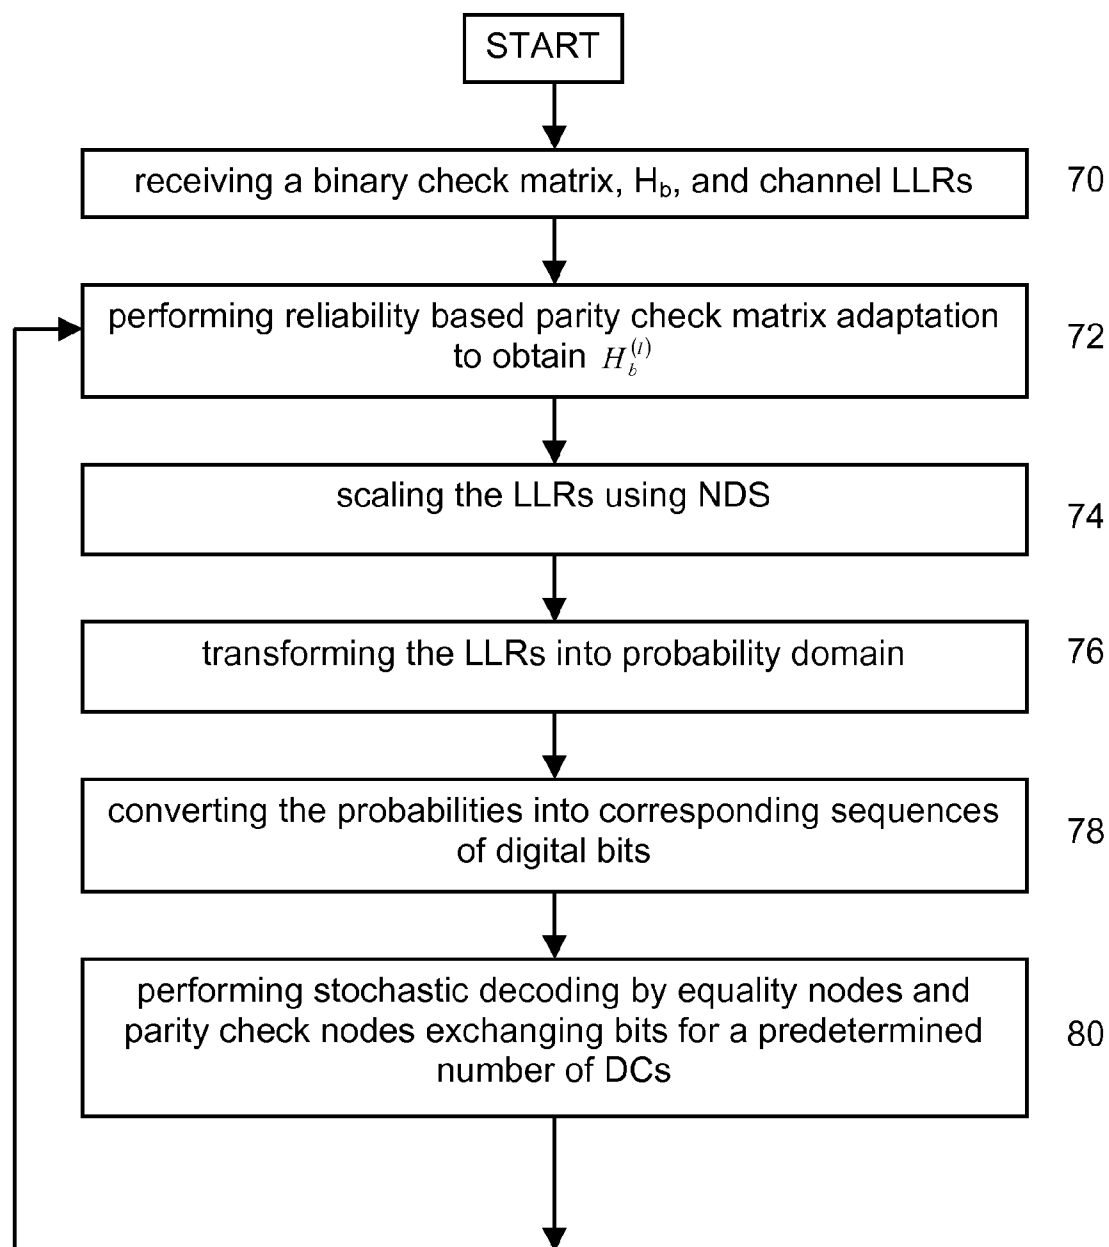 START
receiving a binary check matrix, H_b, and channel LLRs
70
performing reliability based parity check matrix adaptation
to obtain H_b^(l)
72
scaling the LLRs using NDS
74
transforming the LLRs into probability domain
76
converting the probabilities into corresponding sequences
of digital bits
78
performing stochastic decoding by equality nodes and
parity check nodes exchanging bits for a predetermined
number of DCs
80